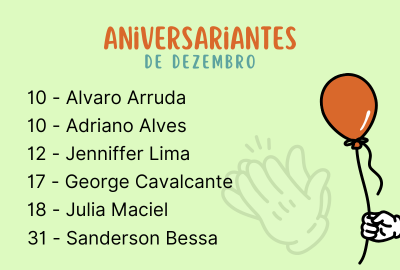 ANiVERSARiANTES
DE DEZEMBRO
10 - Alvaro Arruda
10 - Adriano Alves
12 - Jenniffer Lima
17 - George Cavalcante
18 - Julia Maciel
31 - Sanderson Bessa